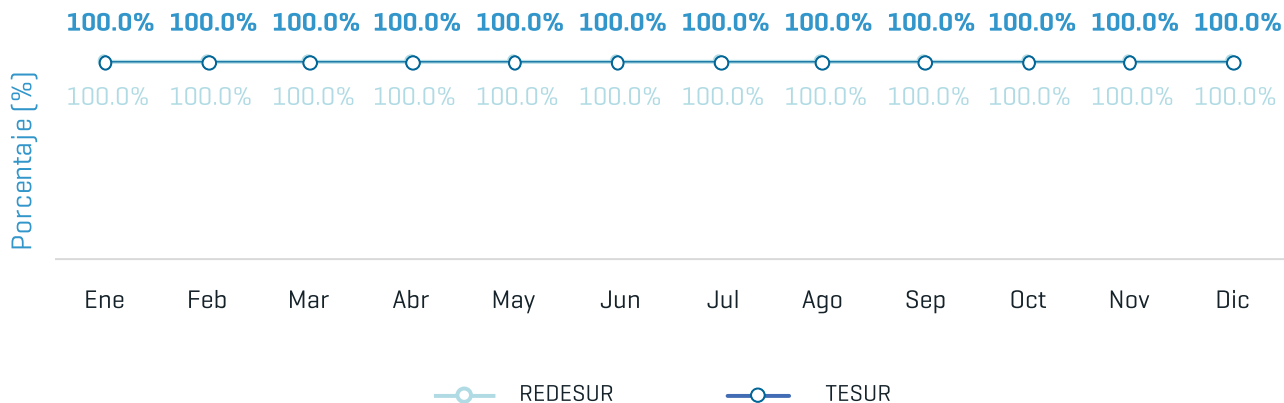 100.0% 100.0% 100.0% 100.0% 100.0% 100.0% 100.0% 100.0% 100.0% 100.0% 100.0% 100.0%
100.0% 100.0% 100.0% 100.0% 100.0% 100.0% 100.0% 100.0% 100.0% 100.0% 100.0% 100.0%
Porcentaje (%)
Ene Feb Mar Abr May Jun Jul Ago Sep Oct Nov Dic
REDESUR TESUR